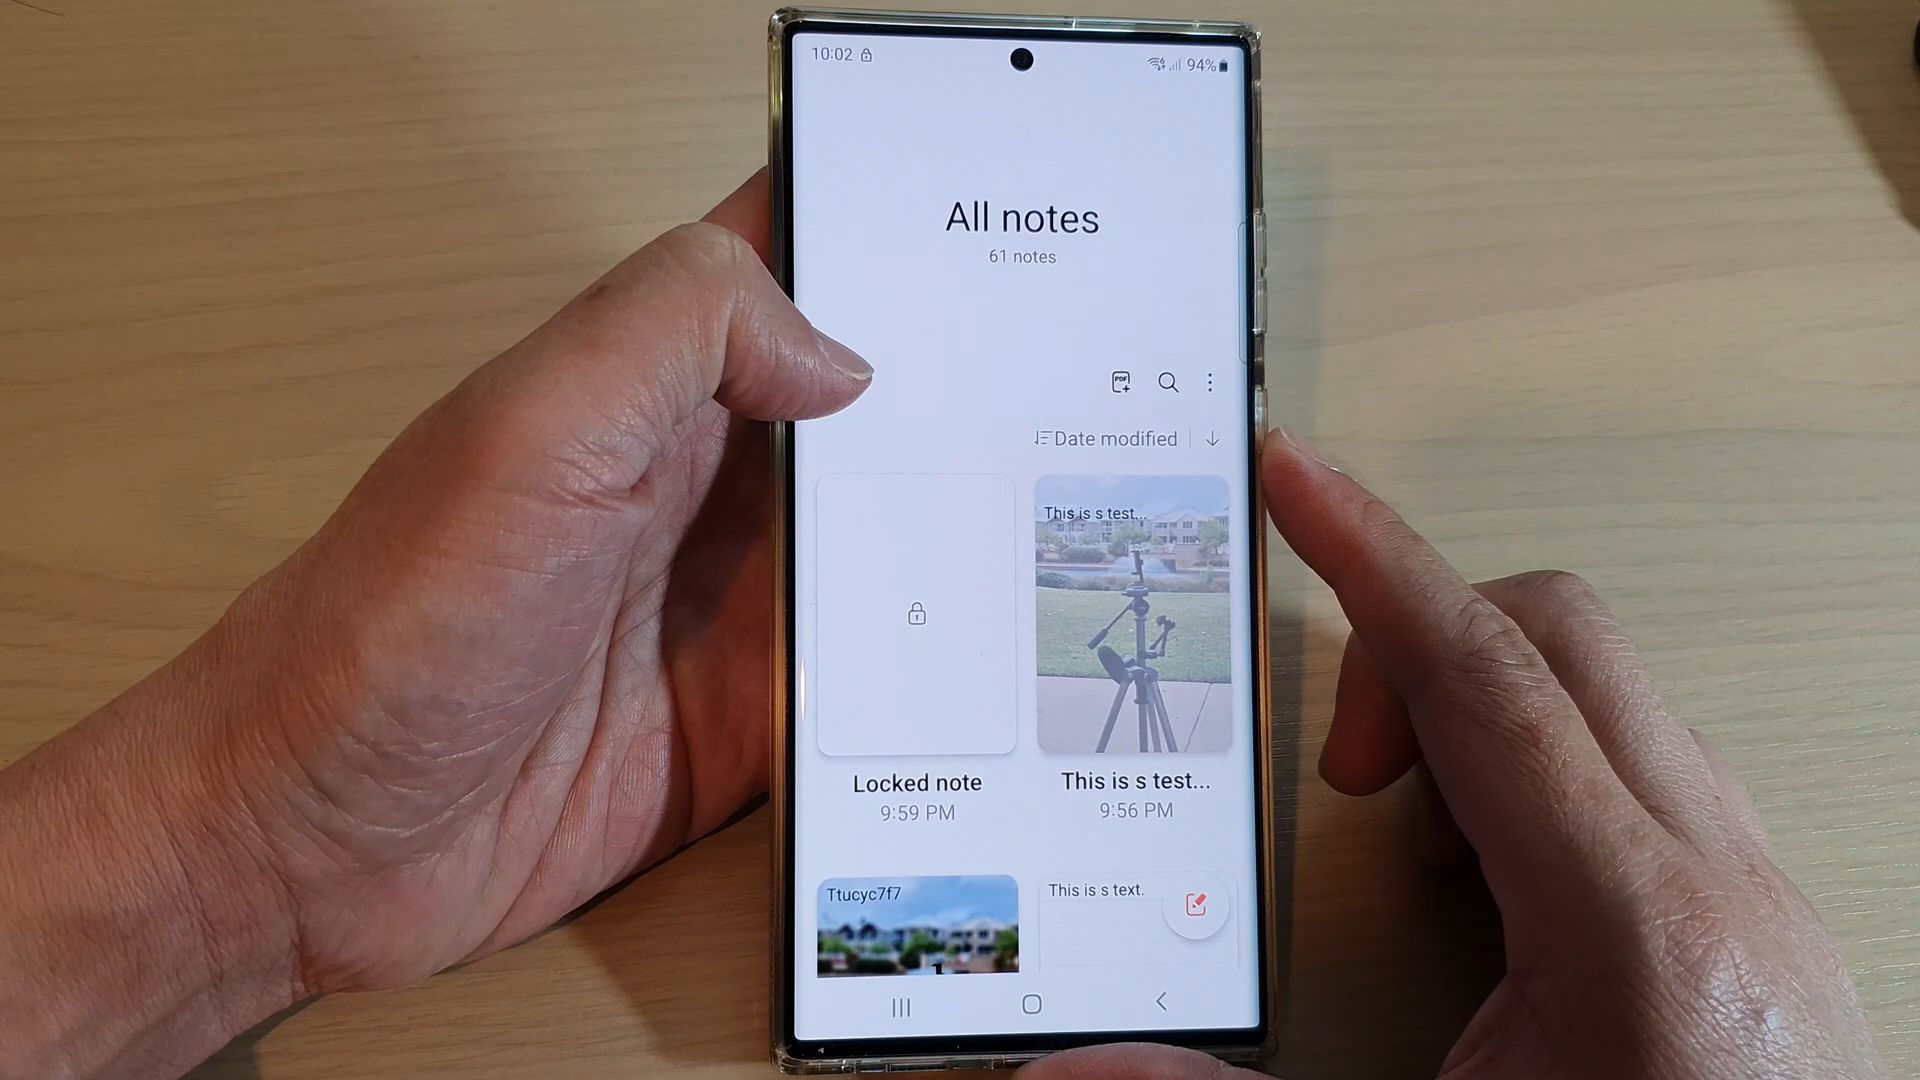 10:02
94%
All notes
61 notes
PDF
Date modified
This is s test...
Locked note
This is s test...
9:59 PM
9:56 PM
Ttucyc7f7
This is s text.